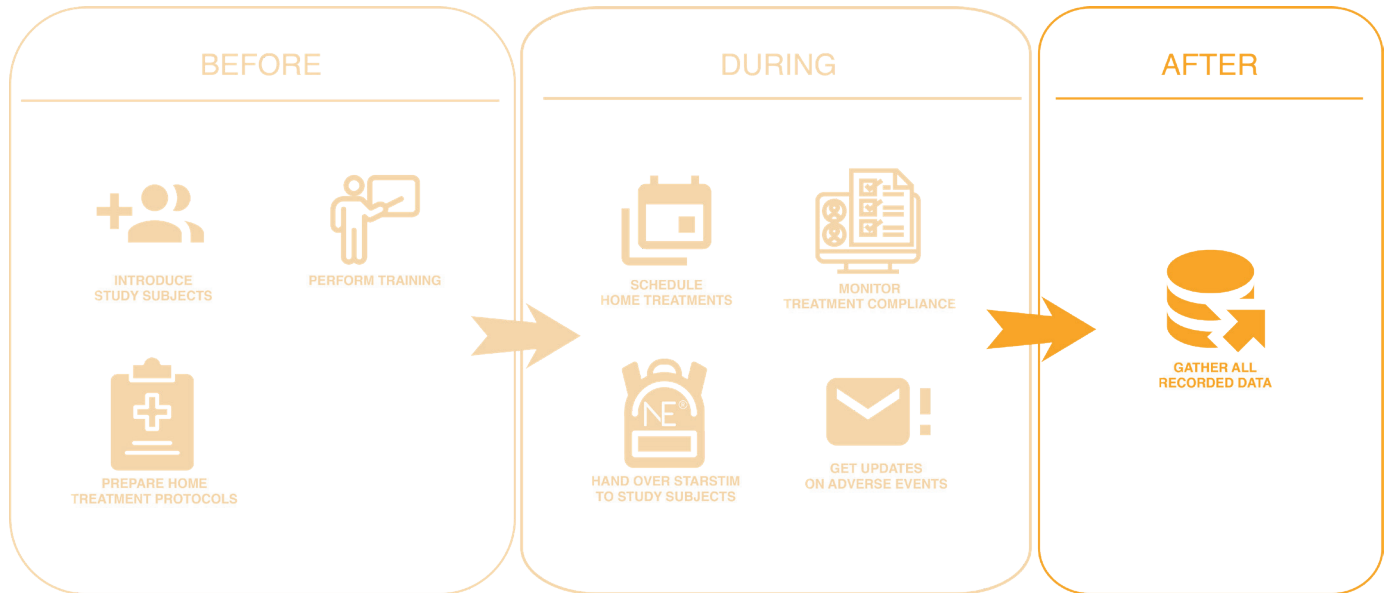 BEFORE
INTRODUCE
STUDY SUBJECTS
PERFORM TRAINING
PREPARE HOME
TREATMENT PROTOCOLS
DURING
SCHEDULE
HOME TREATMENTS
MONITOR
TREATMENT COMPLIANCE
NE®
HAND OVER STARSTIM
TO STUDY SUBJECTS
GET UPDATES
ON ADVERSE EVENTS
AFTER
GATHER ALL
RECORDED DATA